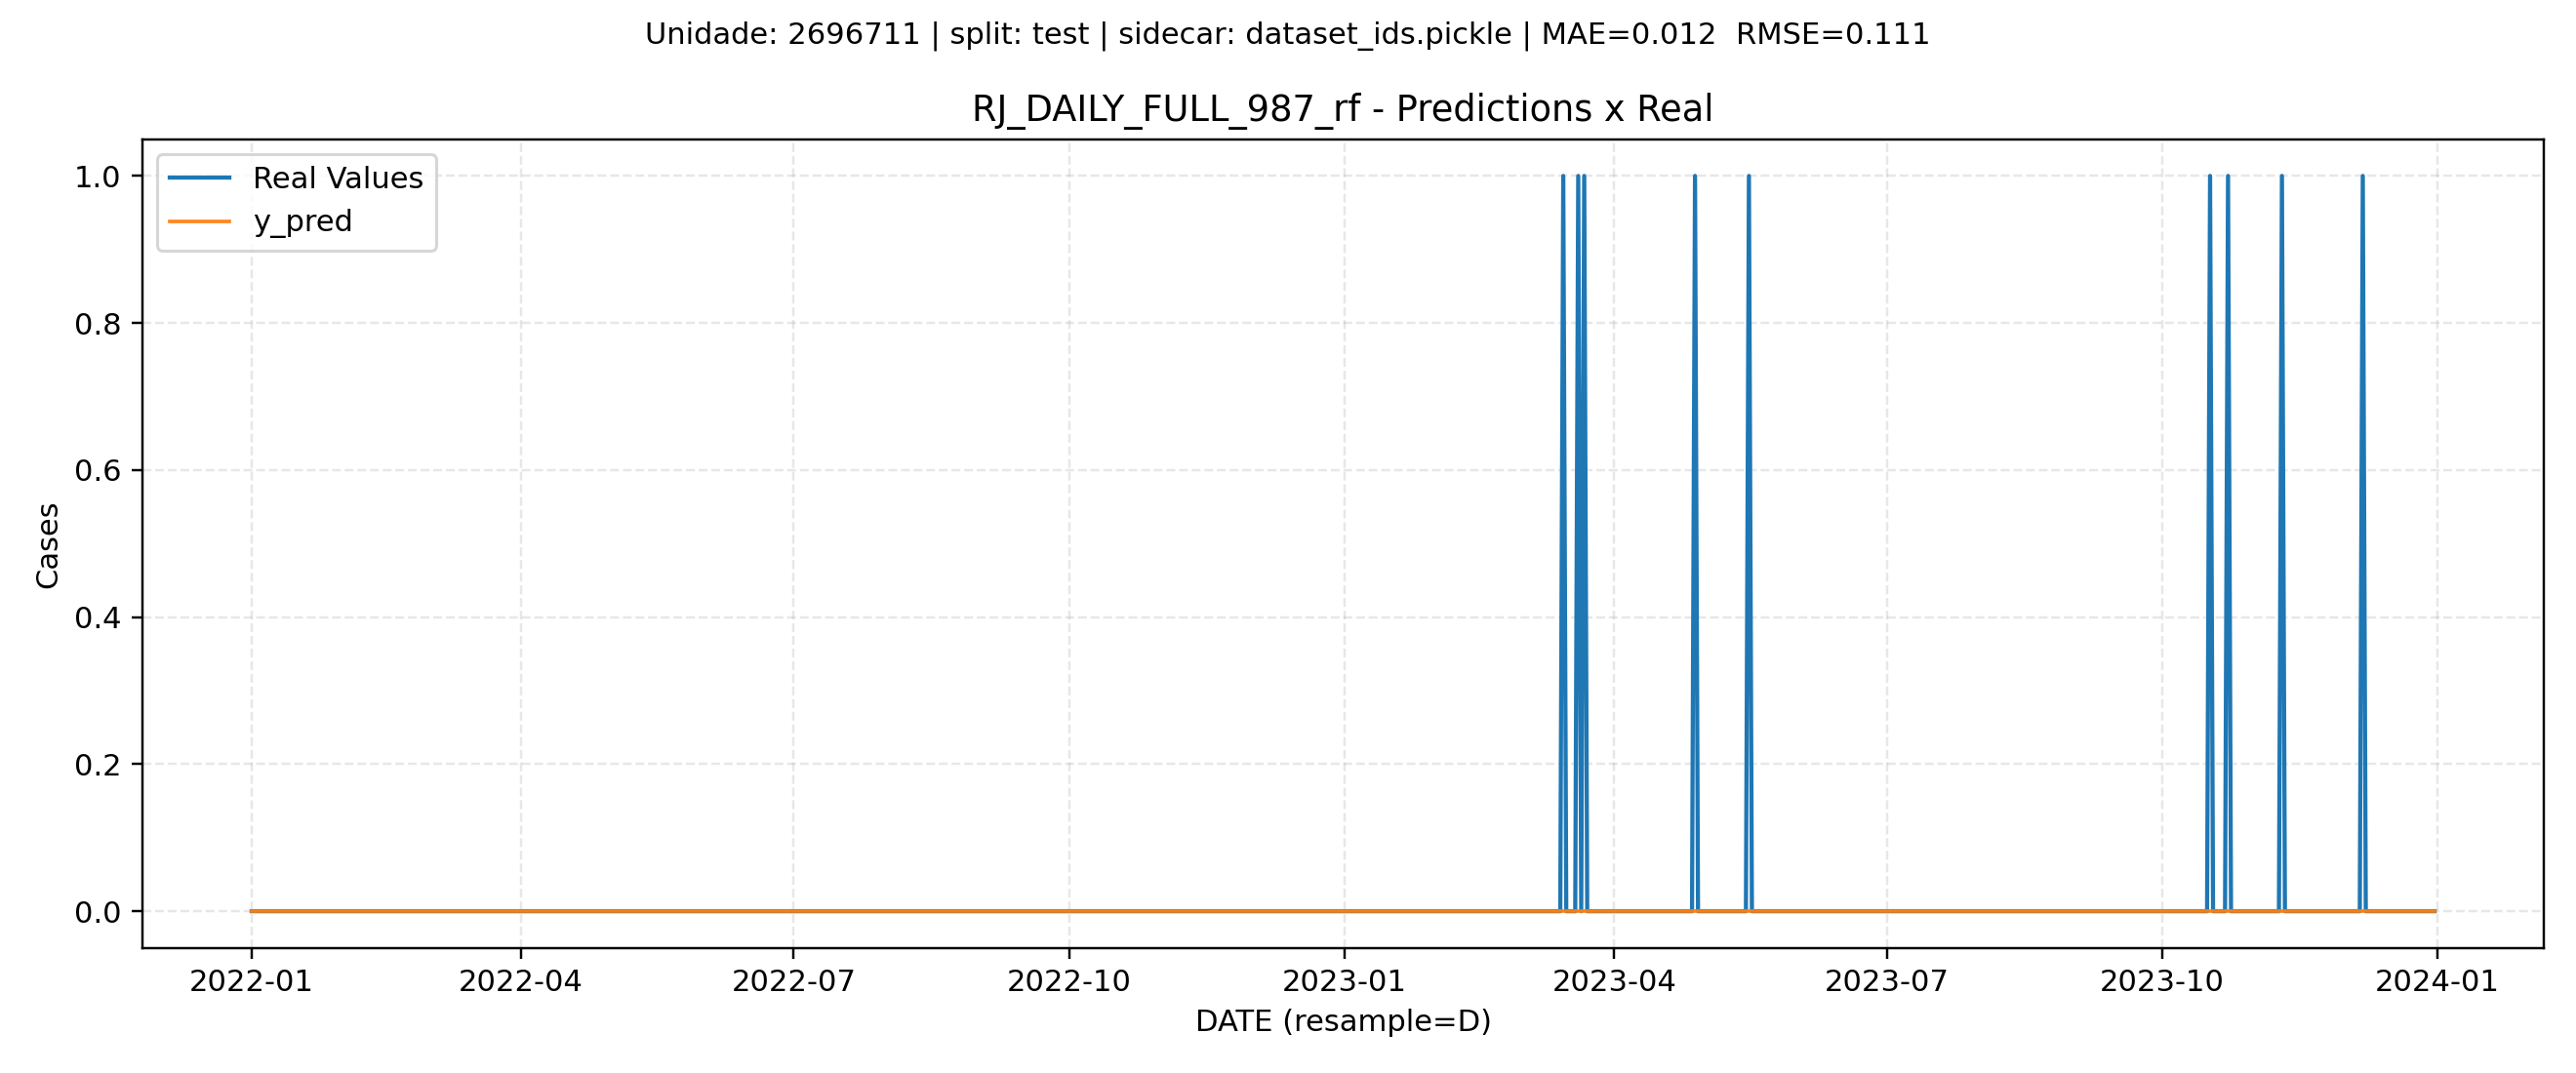 Unidade: 2696711 | split: test | sidecar: dataset_ids.pickle | MAE=0.012  RMSE=0.111
RJ_DAILY_FULL_987_rf - Predictions x Real
Real Values
y_pred
1.0
0.8
0.6
0.4
0.2
0.0
Cases
2022-01 2022-04 2022-07 2022-10 2023-01 2023-04 2023-07 2023-10 2024-01
DATE (resample=D)